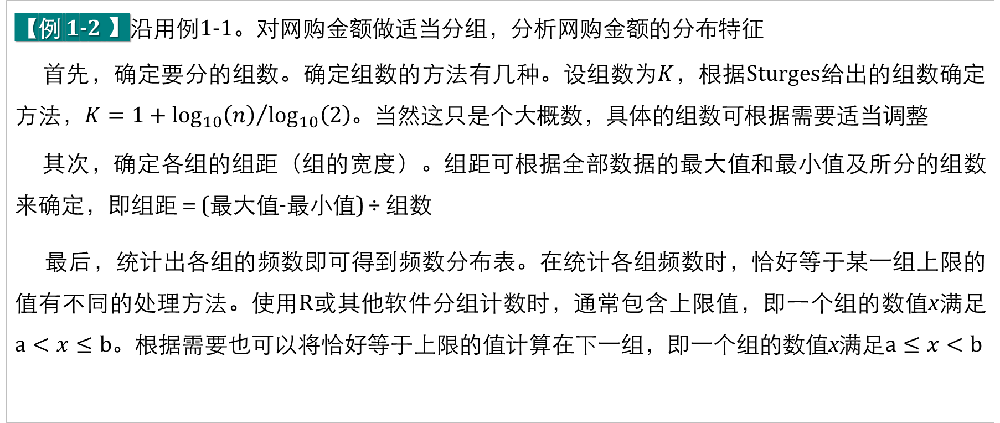 【例 1-2 】沿用例1-1。对网购金额做适当分组，分析网购金额的分布特征
首先，确定要分的组数。确定组数的方法有几种。设组数为K，根据Sturges给出的组数确定
方法，K = 1 + log₁₀(n)/log₁₀(2)。当然这只是个大概数，具体的组数可根据需要适当调整
其次，确定各组的组距（组的宽度）。组距可根据全部数据的最大值和最小值及所分的组数
来确定，即组距 = (最大值-最小值) ÷ 组数
最后，统计出各组的频数即可得到频数分布表。在统计各组频数时，恰好等于某一组上限的
值有不同的处理方法。使用R或其他软件分组计数时，通常包含上限值，即一个组的数值x满足
a < x ≤ b。根据需要也可以将恰好等于上限的值计算在下一组，即一个组的数值x满足a ≤ x < b